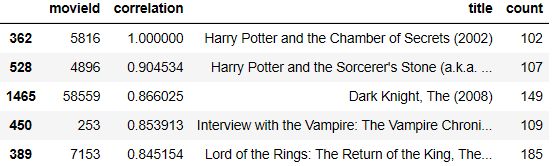 movieId correlation title count
362 5816 1.000000 Harry Potter and the Chamber of Secrets (2002) 102
528 4896 0.904534 Harry Potter and the Sorcerer's Stone (a.k.a. ... 107
1465 58559 0.866025 Dark Knight, The (2008) 149
450 253 0.853913 Interview with the Vampire: The Vampire Chroni... 109
389 7153 0.845154 Lord of the Rings: The Return of the King, The... 185